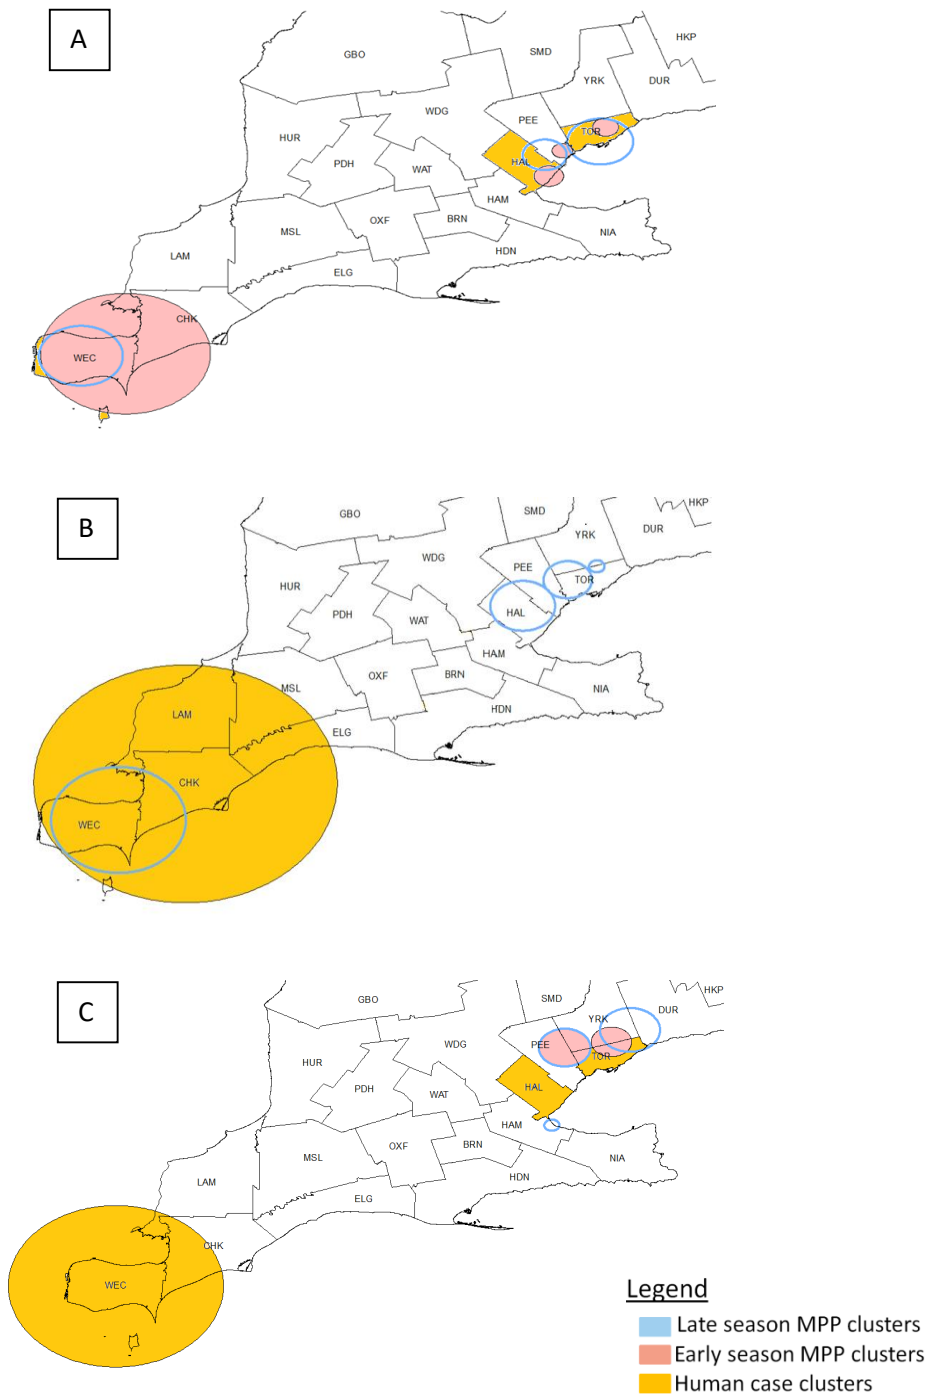 A
HKP
SMD
GBO
YRK
DUR
WDG
PEE
TOR
HUR
HAL
PDH
WAT
HAM
OXF
BRN
MSL
NIA
HDN
LAM
ELG
CHK
WEC
B
HKP
SMD
GBO
DUR
YRK
WDG
PEE
TOR
HUR
HAL
PDH
WAT
HAM
OXF
BRN
MSL
NIA
HDN
LAM
ELG
CHK
WEC
C
HKP
SMD
GBO
DUR
YRK
WDG
PEE
TOR
HUR
HAL
PDH
WAT
HAM
OXF
BRN
MSL
NIA
HDN
LAM
ELG
CHK
WEC
Legend
Late season MPP clusters
Early season MPP clusters
Human case clusters